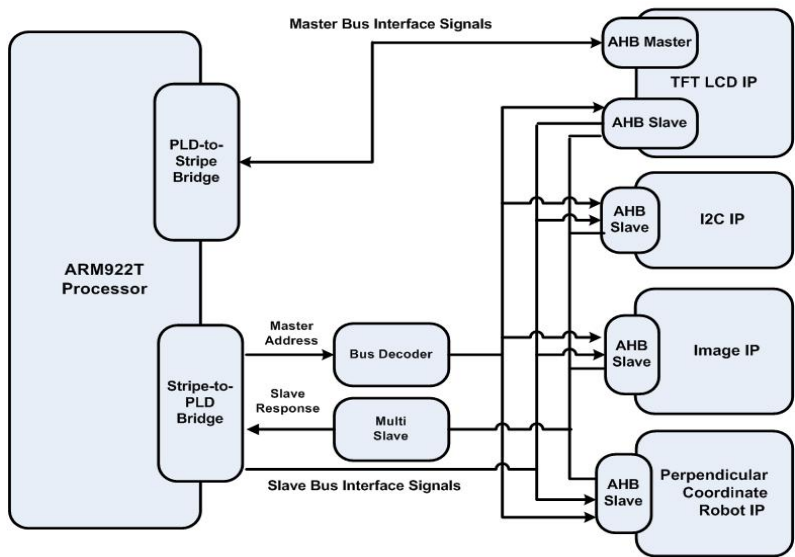 Master Bus Interface Signals
AHB Master
TFT LCD IP
AHB Slave
PLD-to-
Stripe
Bridge
AHB
Slave
I2C IP
ARM922T
Processor
Master
Address
Bus Decoder
AHB
Slave
Image IP
Stripe-to-
PLD
Bridge
Slave
Response
Multi
Slave
Slave Bus Interface Signals
AHB
Slave
Perpendicular
Coordinate
Robot IP